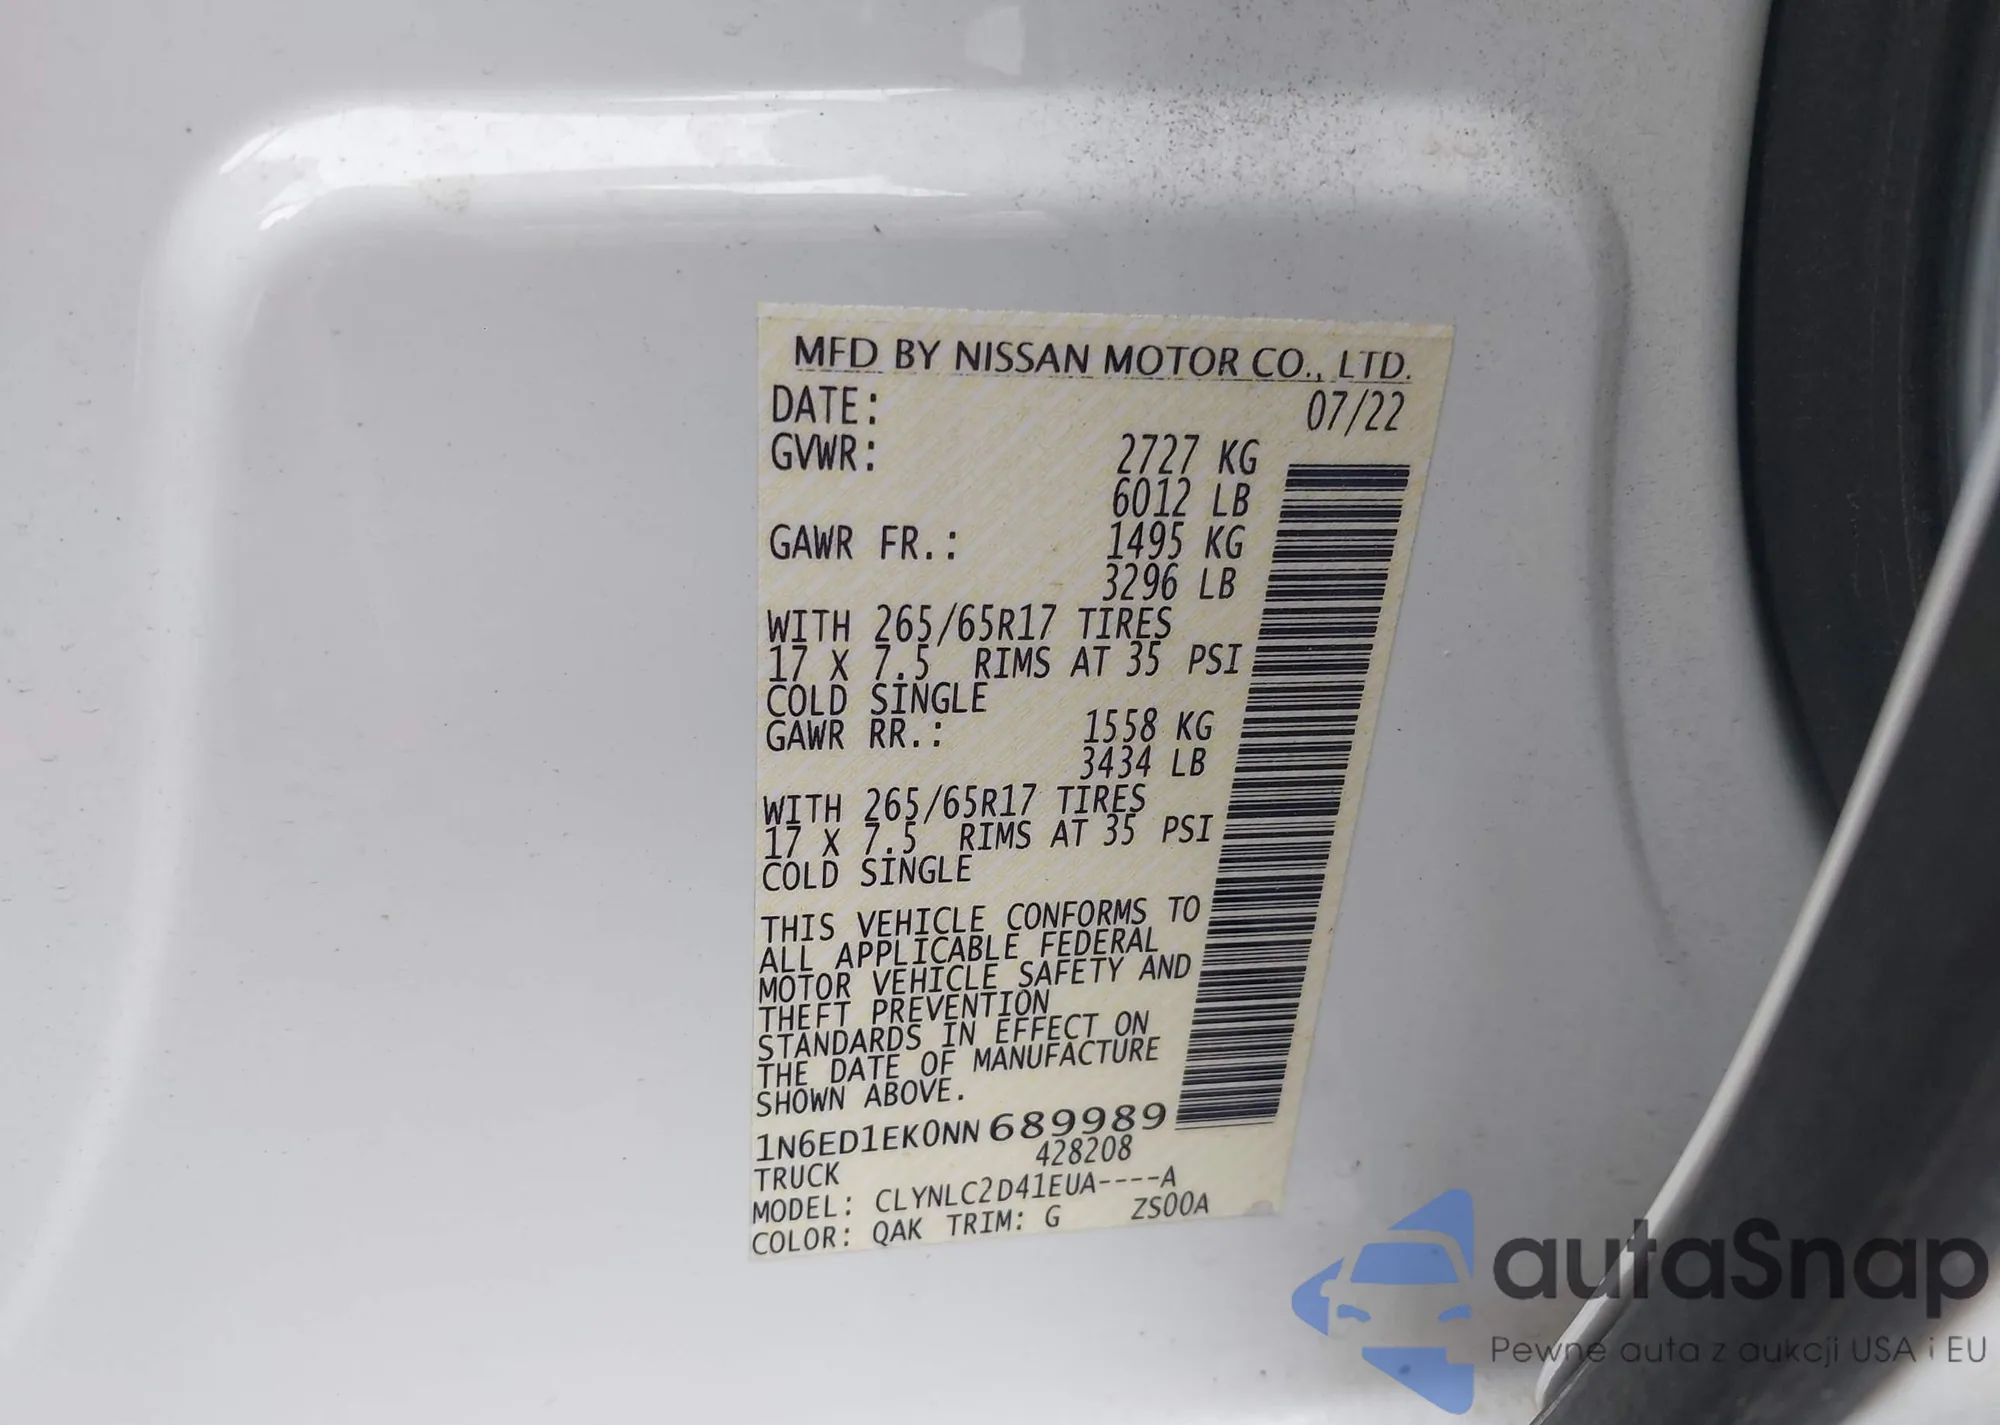 MFD BY NISSAN MOTOR CO., LTD.
DATE: 07/22
GVWR: 2727 KG
6012 LB
GAWR FR.: 1495 KG
3296 LB
WITH 265/65R17 TIRES
17 X 7.5 RIMS AT 35 PSI
COLD SINGLE
GAWR RR.: 1558 KG
3434 LB
WITH 265/65R17 TIRES
17 X 7.5 RIMS AT 35 PSI
COLD SINGLE
THIS VEHICLE CONFORMS TO
ALL APPLICABLE FEDERAL
MOTOR VEHICLE SAFETY AND
THEFT PREVENTION
STANDARDS IN EFFECT ON
THE DATE OF MANUFACTURE
SHOWN ABOVE.
1N6ED1EK0NN689989
TRUCK 428208
MODEL: CLYNLC2D41EUA----A
COLOR: QAK TRIM: G ZS00A
autaSnap
Pewne auta z aukcji USA i EU